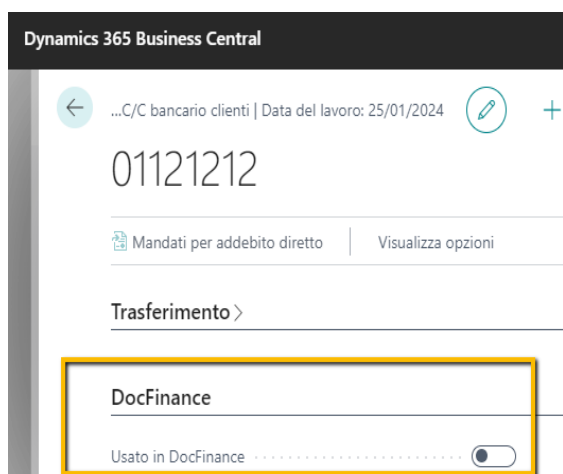 Dynamics 365 Business Central
...C/C bancario clienti | Data del lavoro: 25/01/2024
01121212
Mandati per addebito diretto
Visualizza opzioni
Trasferimento
DocFinance
Usato in DocFinance